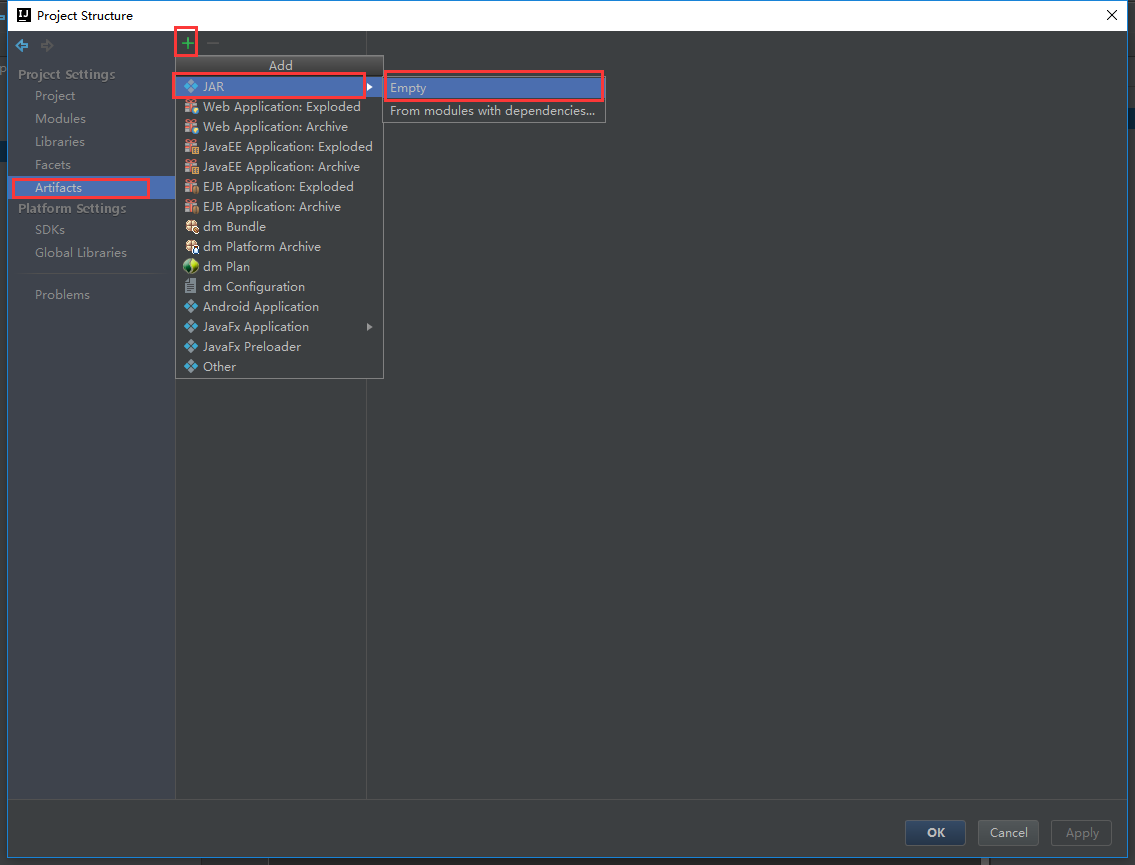 Project Structure
Project Settings
Project
Modules
Libraries
Facets
Artifacts
Platform Settings
SDKs
Global Libraries
Problems
Add
JAR
Web Application: Exploded
Web Application: Archive
JavaEE Application: Exploded
JavaEE Application: Archive
EJB Application: Exploded
EJB Application: Archive
dm Bundle
dm Platform Archive
dm Plan
dm Configuration
Android Application
JavaFx Application
JavaFx Preloader
Other
Empty
From modules with dependencies...
OK
Cancel
Apply